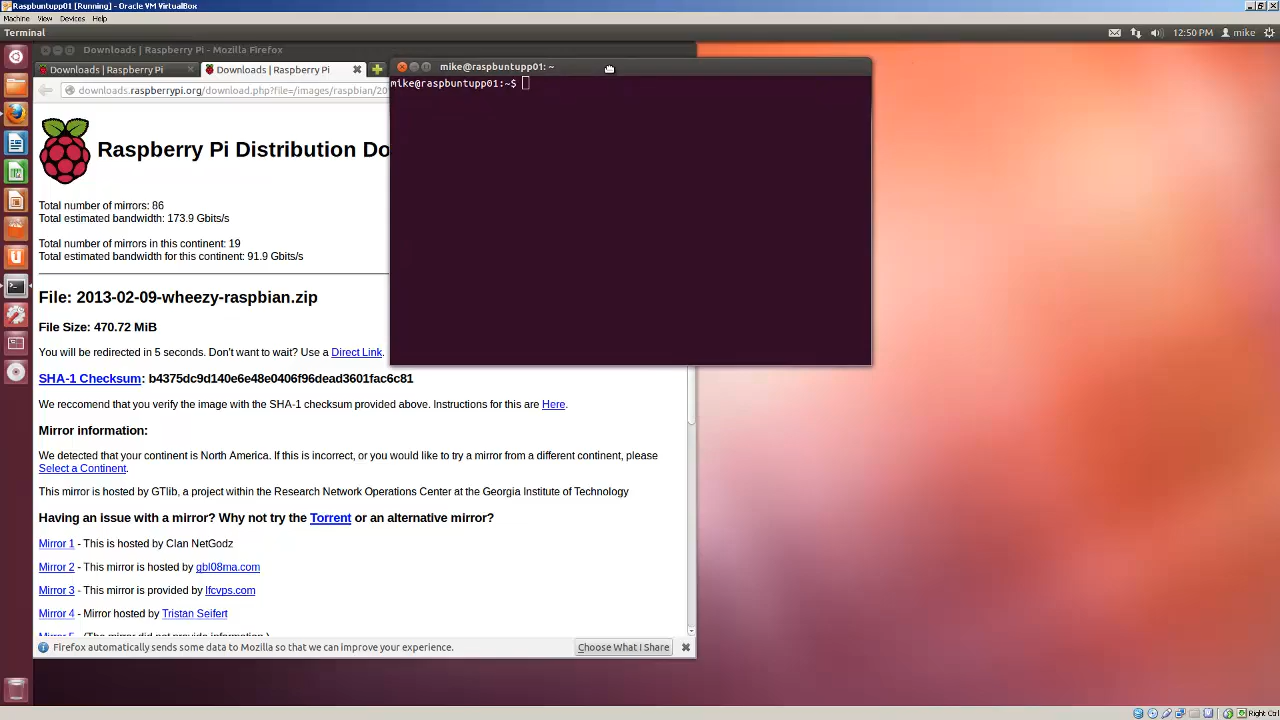 Raspbuntupp01 [Running] - Oracle VM VirtualBox
Machine View Devices Help
Terminal
12:50 PM mike
Downloads | Raspberry Pi - Mozilla Firefox
Downloads | Raspberry Pi
Downloads | Raspberry Pi
downloads.raspberrypi.org/download.php?file=/images/raspbian/20
mike@raspbuntupp01: ~
mike@raspbuntupp01:~$
Raspberry Pi Distribution Do
Total number of mirrors: 86
Total estimated bandwidth: 173.9 Gbits/s
Total number of mirrors in this continent: 19
Total estimated bandwidth for this continent: 91.9 Gbits/s
File: 2013-02-09-wheezy-raspbian.zip
File Size: 470.72 MiB
You will be redirected in 5 seconds. Don't want to wait? Use a Direct Link.
SHA-1 Checksum: b4375dc9d140e6e48e0406f96dead3601fac6c81
We reccomend that you verify the image with the SHA-1 checksum provided above. Instructions for this are Here.
Mirror information:
We detected that your continent is North America. If this is incorrect, or you would like to try a mirror from a different continent, please
Select a Continent.
This mirror is hosted by GTlib, a project within the Research Network Operations Center at the Georgia Institute of Technology
Having an issue with a mirror? Why not try the Torrent or an alternative mirror?
Mirror 1 - This is hosted by Clan NetGodz
Mirror 2 - This mirror is hosted by gbl08ma.com
Mirror 3 - This mirror is provided by lfcvps.com
Mirror 4 - Mirror hosted by Tristan Seifert
Mirror 5 - (The mirror did not provide information.)
Firefox automatically sends some data to Mozilla so that we can improve your experience.
Choose What I Share
Right Ctrl